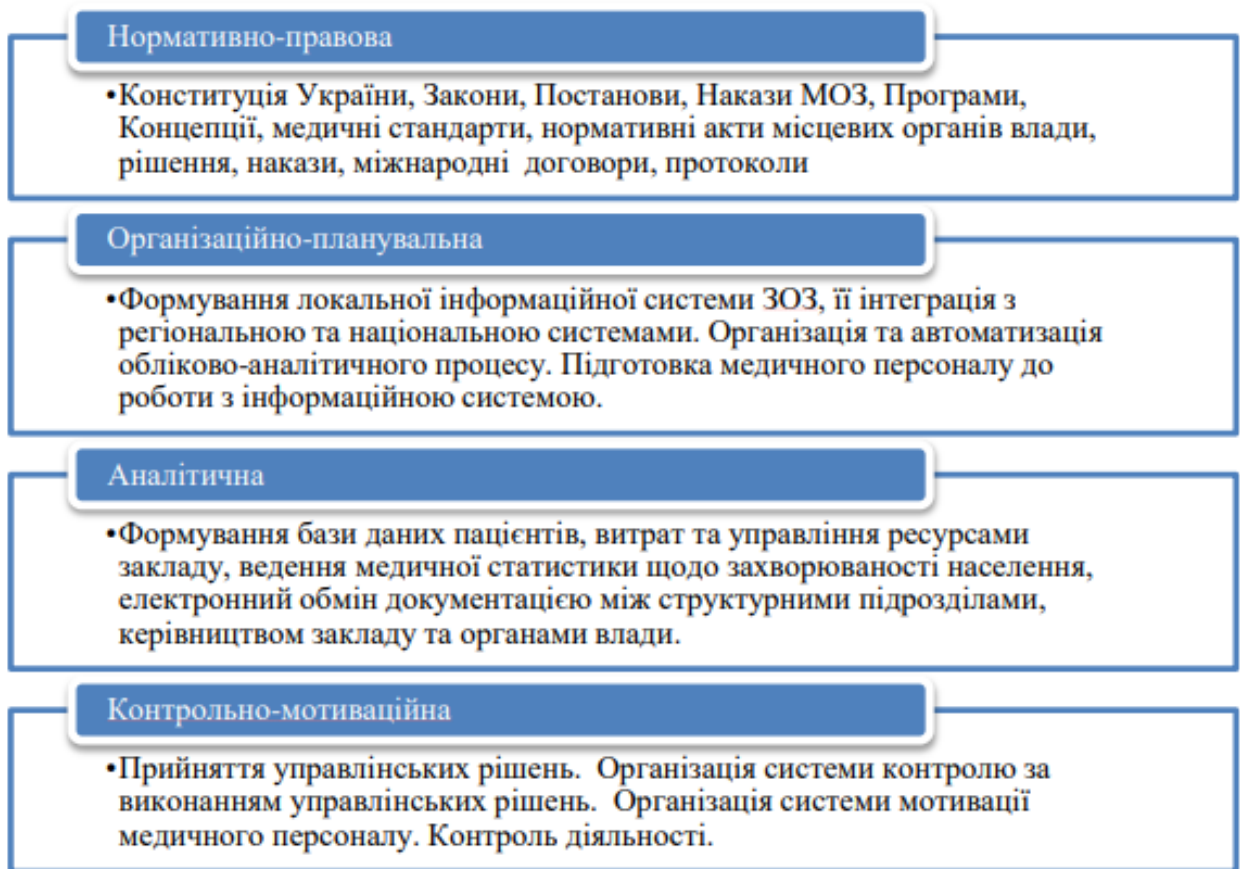 Нормативно-правова
•Конституція України, Закони, Постанови, Накази МОЗ, Програми,
Концепції, медичні стандарти, нормативні акти місцевих органів влади,
рішення, накази, міжнародні договори, протоколи
Організаційно-планувальна
•Формування локальної інформаційної системи ЗОЗ, її інтеграція з
регіональною та національною системами. Організація та автоматизація
обліково-аналітичного процесу. Підготовка медичного персоналу до
роботи з інформаційною системою.
Аналітична
•Формування бази даних пацієнтів, витрат та управління ресурсами
закладу, ведення медичної статистики щодо захворюваності населення,
електронний обмін документацією між структурними підрозділами,
керівництвом закладу та органами влади.
Контрольно-мотиваційна
•Прийняття управлінських рішень. Організація системи контролю за
виконанням управлінських рішень. Організація системи мотивації
медичного персоналу. Контроль діяльності.